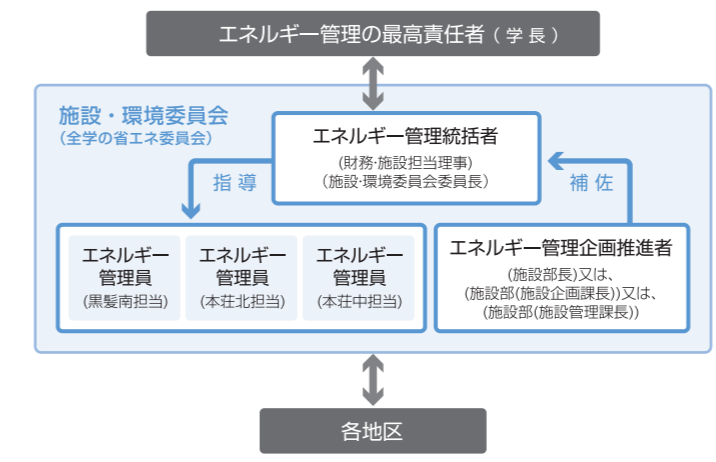 エネルギー管理の最高責任者（学長）
施設・環境委員会
（全学の省エネ委員会）
エネルギー管理統括者
（財務・施設担当理事）
（施設・環境委員会委員長）
指導
補佐
エネルギー
管理員
（黒髪南担当）
エネルギー
管理員
（本荘北担当）
エネルギー
管理員
（本荘中担当）
エネルギー管理企画推進者
（施設部長）又は、
（施設部（施設企画課長））又は、
（施設部（施設管理課長））
各地区